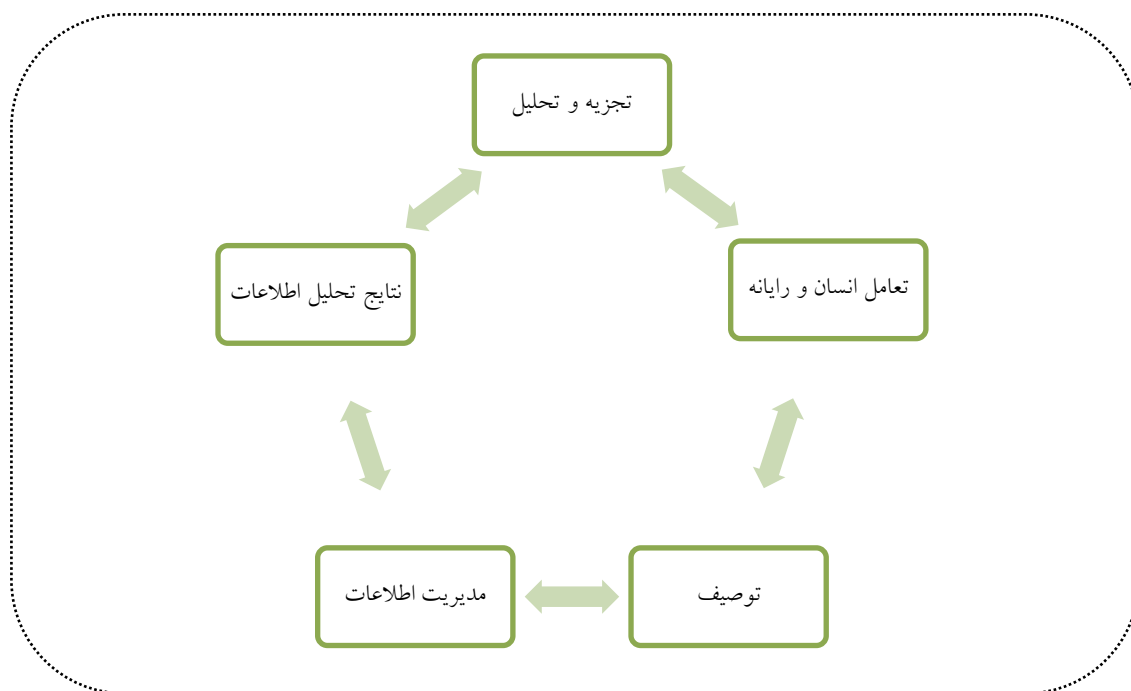 تجزیه و تحلیل
تعامل انسان و رایانه
نتایج تحلیل اطلاعات
توصیف
مدیریت اطلاعات